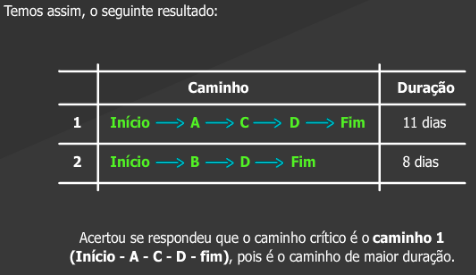 Temos assim, o seguinte resultado:
Caminho Duração
1 Início → A → C → D → Fim 11 dias
2 Início → B → D → Fim 8 dias
Acertou se respondeu que o caminho crítico é o caminho 1
(Início - A - C - D - fim), pois é o caminho de maior duração.